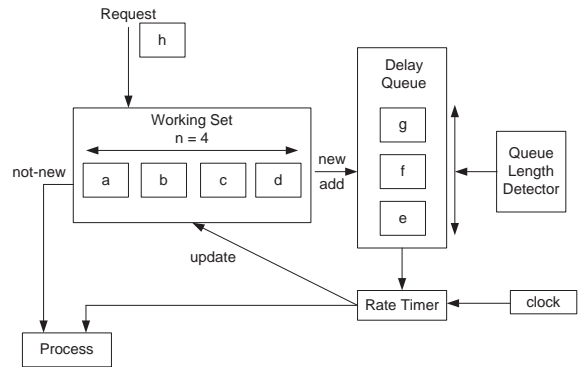 Request
h
Working Set
n = 4
a
b
c
d
not-new
new
add
Delay
Queue
g
f
e
Queue
Length
Detector
update
Rate Timer
clock
Process